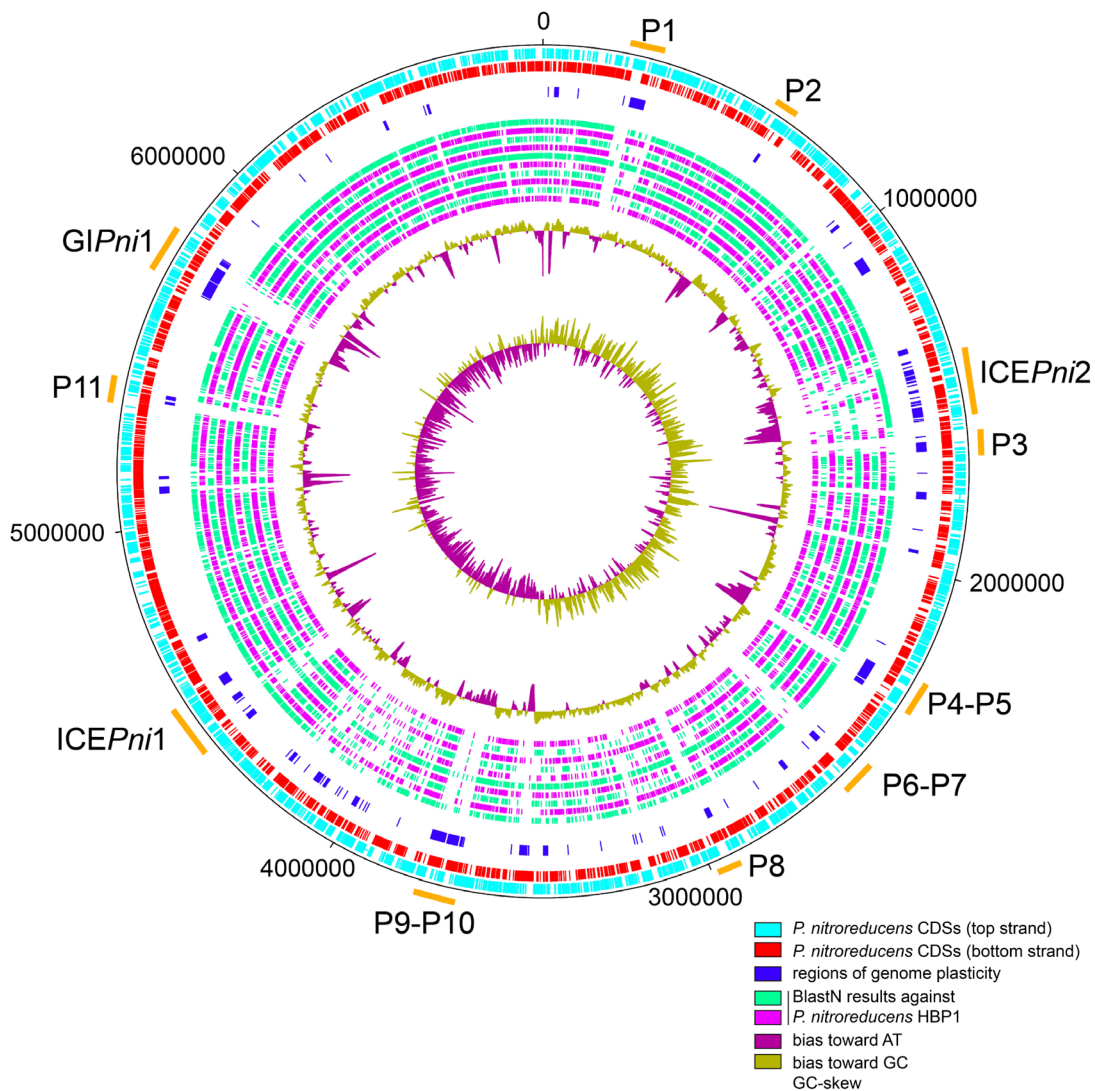 0
P1
P2
6000000
1000000
GIPni1
ICEPni2
P11
P3
5000000
2000000
P4-P5
ICEPni1
P6-P7
4000000
P8
3000000
P9-P10
P. nitroreducens CDSs (top strand)
P. nitroreducens CDSs (bottom strand)
regions of genome plasticity
BlastN results against
P. nitroreducens HBP1
bias toward AT
bias toward GC
GC-skew